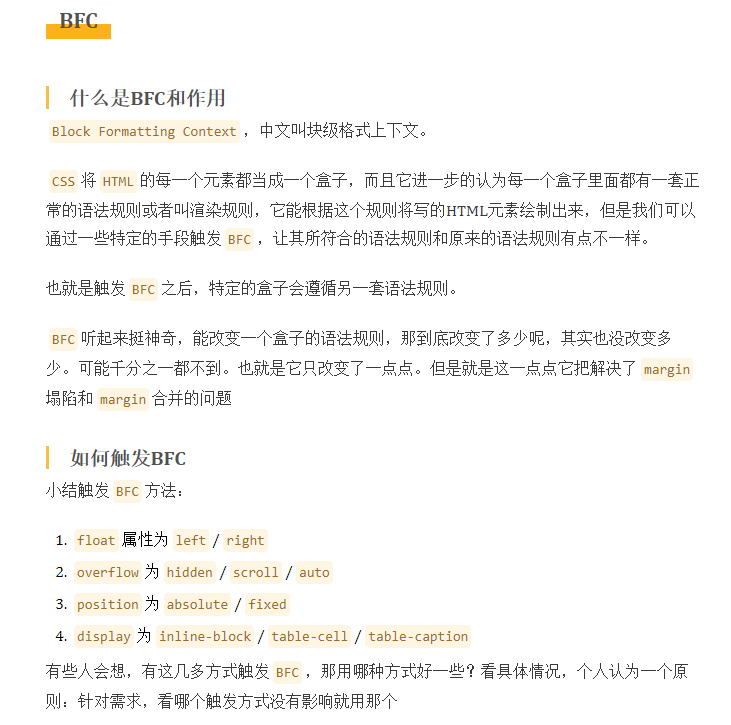 BFC
什么是BFC和作用
Block Formatting Context，中文叫块级格式上下文。
CSS 将 HTML 的每一个元素都当成一个盒子，而且它进一步的认为每一个盒子里面都有一套正
常的语法规则或者叫渲染规则，它能根据这个规则将写的HTML元素绘制出来，但是我们可以
通过一些特定的手段触发 BFC ，让其所符合的语法规则和原来的语法规则有点不一样。
也就是触发 BFC 之后，特定的盒子会遵循另一套语法规则。
BFC 听起来挺神奇，能改变一个盒子的语法规则，那到底改变了多少呢，其实也没改变多
少。可能千分之一都不到。也就是它只改变了一点点。但是就是这一点点它把解决了 margin
塌陷和 margin 合并的问题
如何触发BFC
小结触发 BFC 方法：
1. float 属性为 left / right
2. overflow 为 hidden / scroll / auto
3. position 为 absolute / fixed
4. display 为 inline-block / table-cell / table-caption
有些人会想，有这几多方式触发 BFC ，那用哪种方式好一些？看具体情况，个人认为一个原
则：针对需求，看哪个触发方式没有影响就用那个